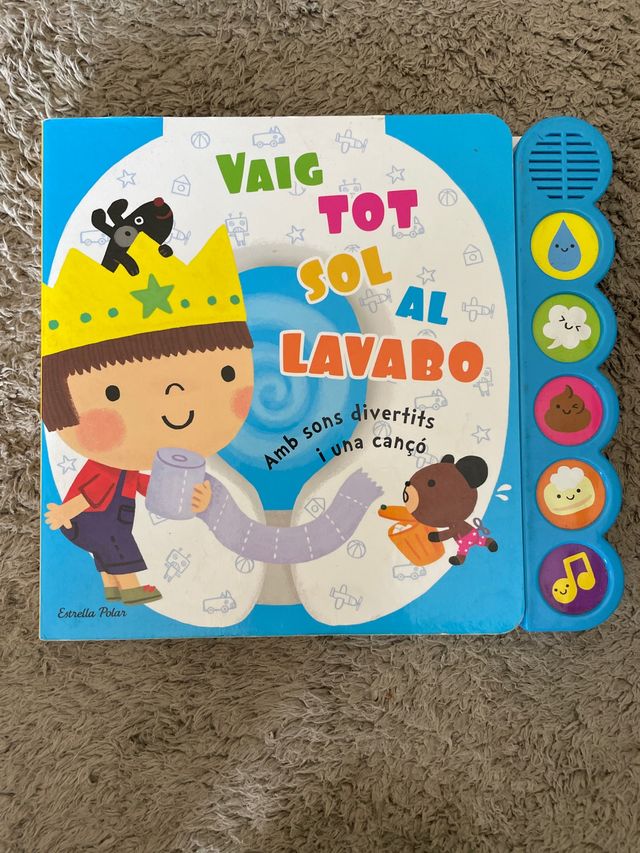 VAIG
TOT
SOL
AL
LAVABO
Amb sons divertits
i una cançó
Estrella Polar